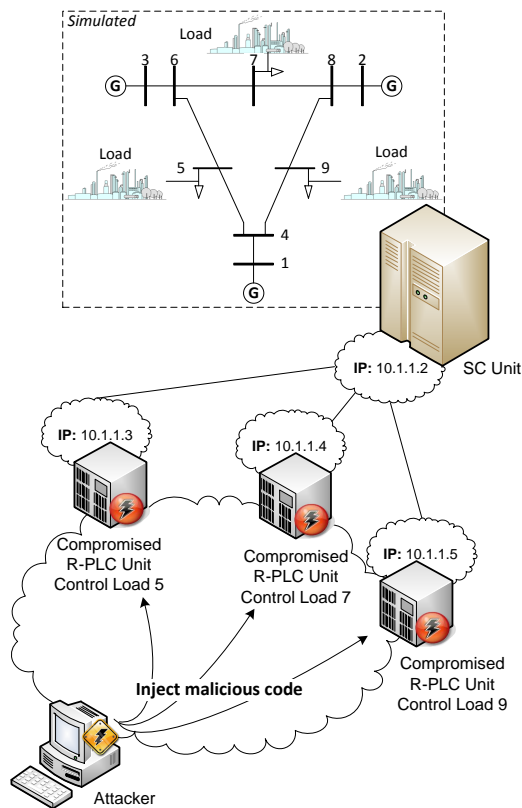 Simulated
Load
3 6 7 8 2
G G
Load 5 9 Load
4
1
G
IP: 10.1.1.2
SC Unit
IP: 10.1.1.3
IP: 10.1.1.4
Compromised
R-PLC Unit
Control Load 5
Compromised
R-PLC Unit
Control Load 7
IP: 10.1.1.5
Compromised
R-PLC Unit
Control Load 9
Inject malicious code
Attacker